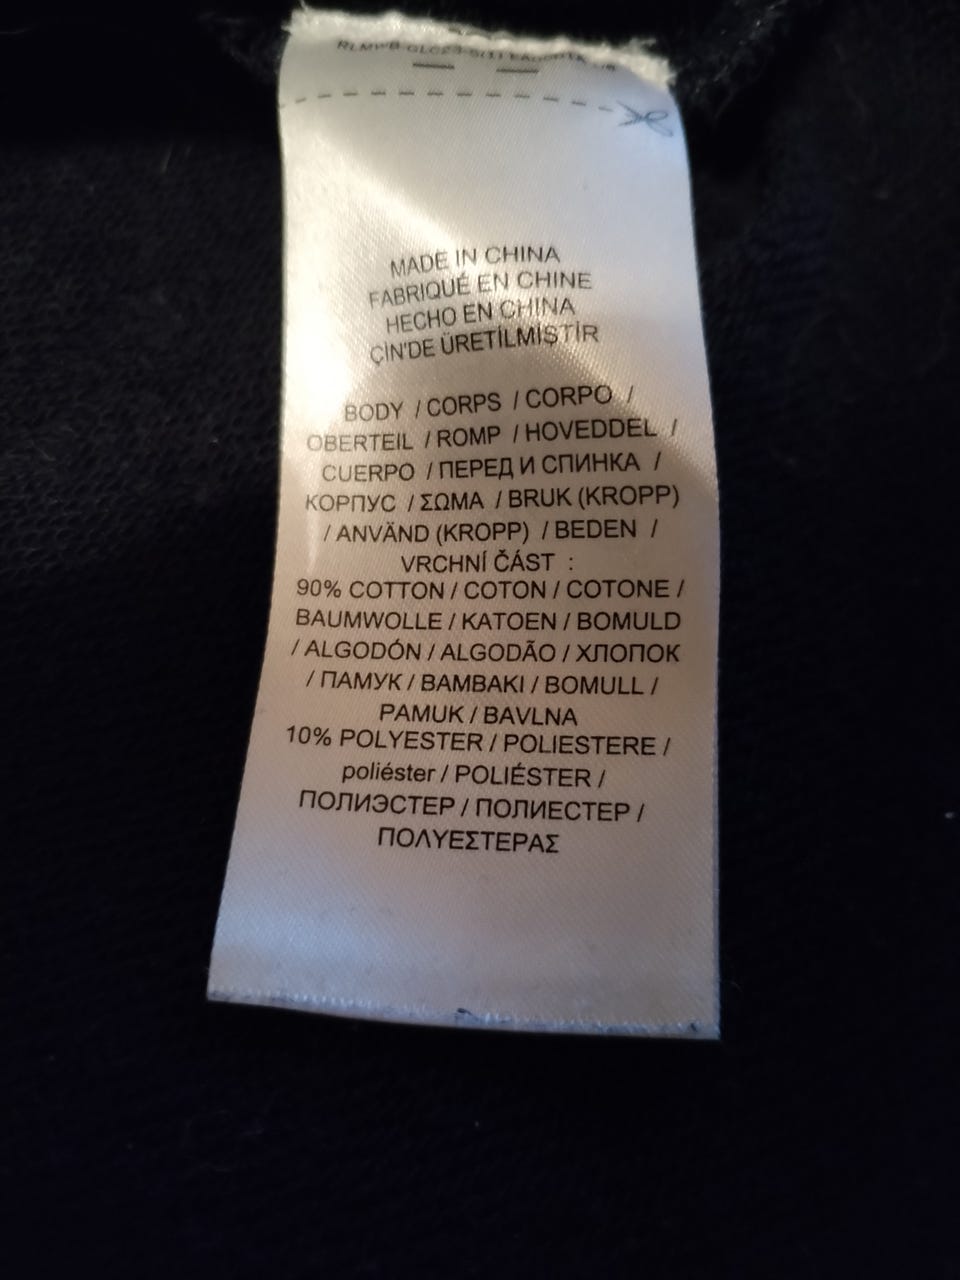 MADE IN CHINA
FABRIQUÉ EN CHINE
HECHO EN CHINA
ÇIN'DE ÜRETİLMİSTİR
BODY / CORPS / CORPO /
OBERTEIL / ROMP / HOVEDDEL /
CUERPO / ПЕРЕД И СПИНКА /
КОРПУС / ΣΩΜΑ / BRUK (KROPP)
/ ANVÄND (KROPP) / BEDEN /
VRCHNÍ ČÁST :
90% COTTON / COTON / COTONE /
BAUMWOLLE / KATOEN / BOMULD
/ ALGODÓN / ALGODÃO / ХЛОПОК
/ ПАМУК / BAMBAKI / BOMULL /
PAMUK / BAVLNA
10% POLYESTER / POLIESTERE /
poliéster / POLIÉSTER /
ПОЛИЭСТЕР / ПОЛИЕСТЕР /
ΠΟΛΥΕΣΤΕΡΑΣ